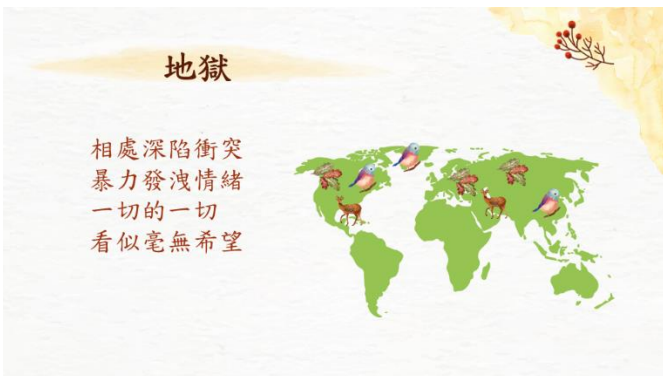 地獄
相處深陷衝突
暴力發洩情緒
一切的一切
看似毫無希望